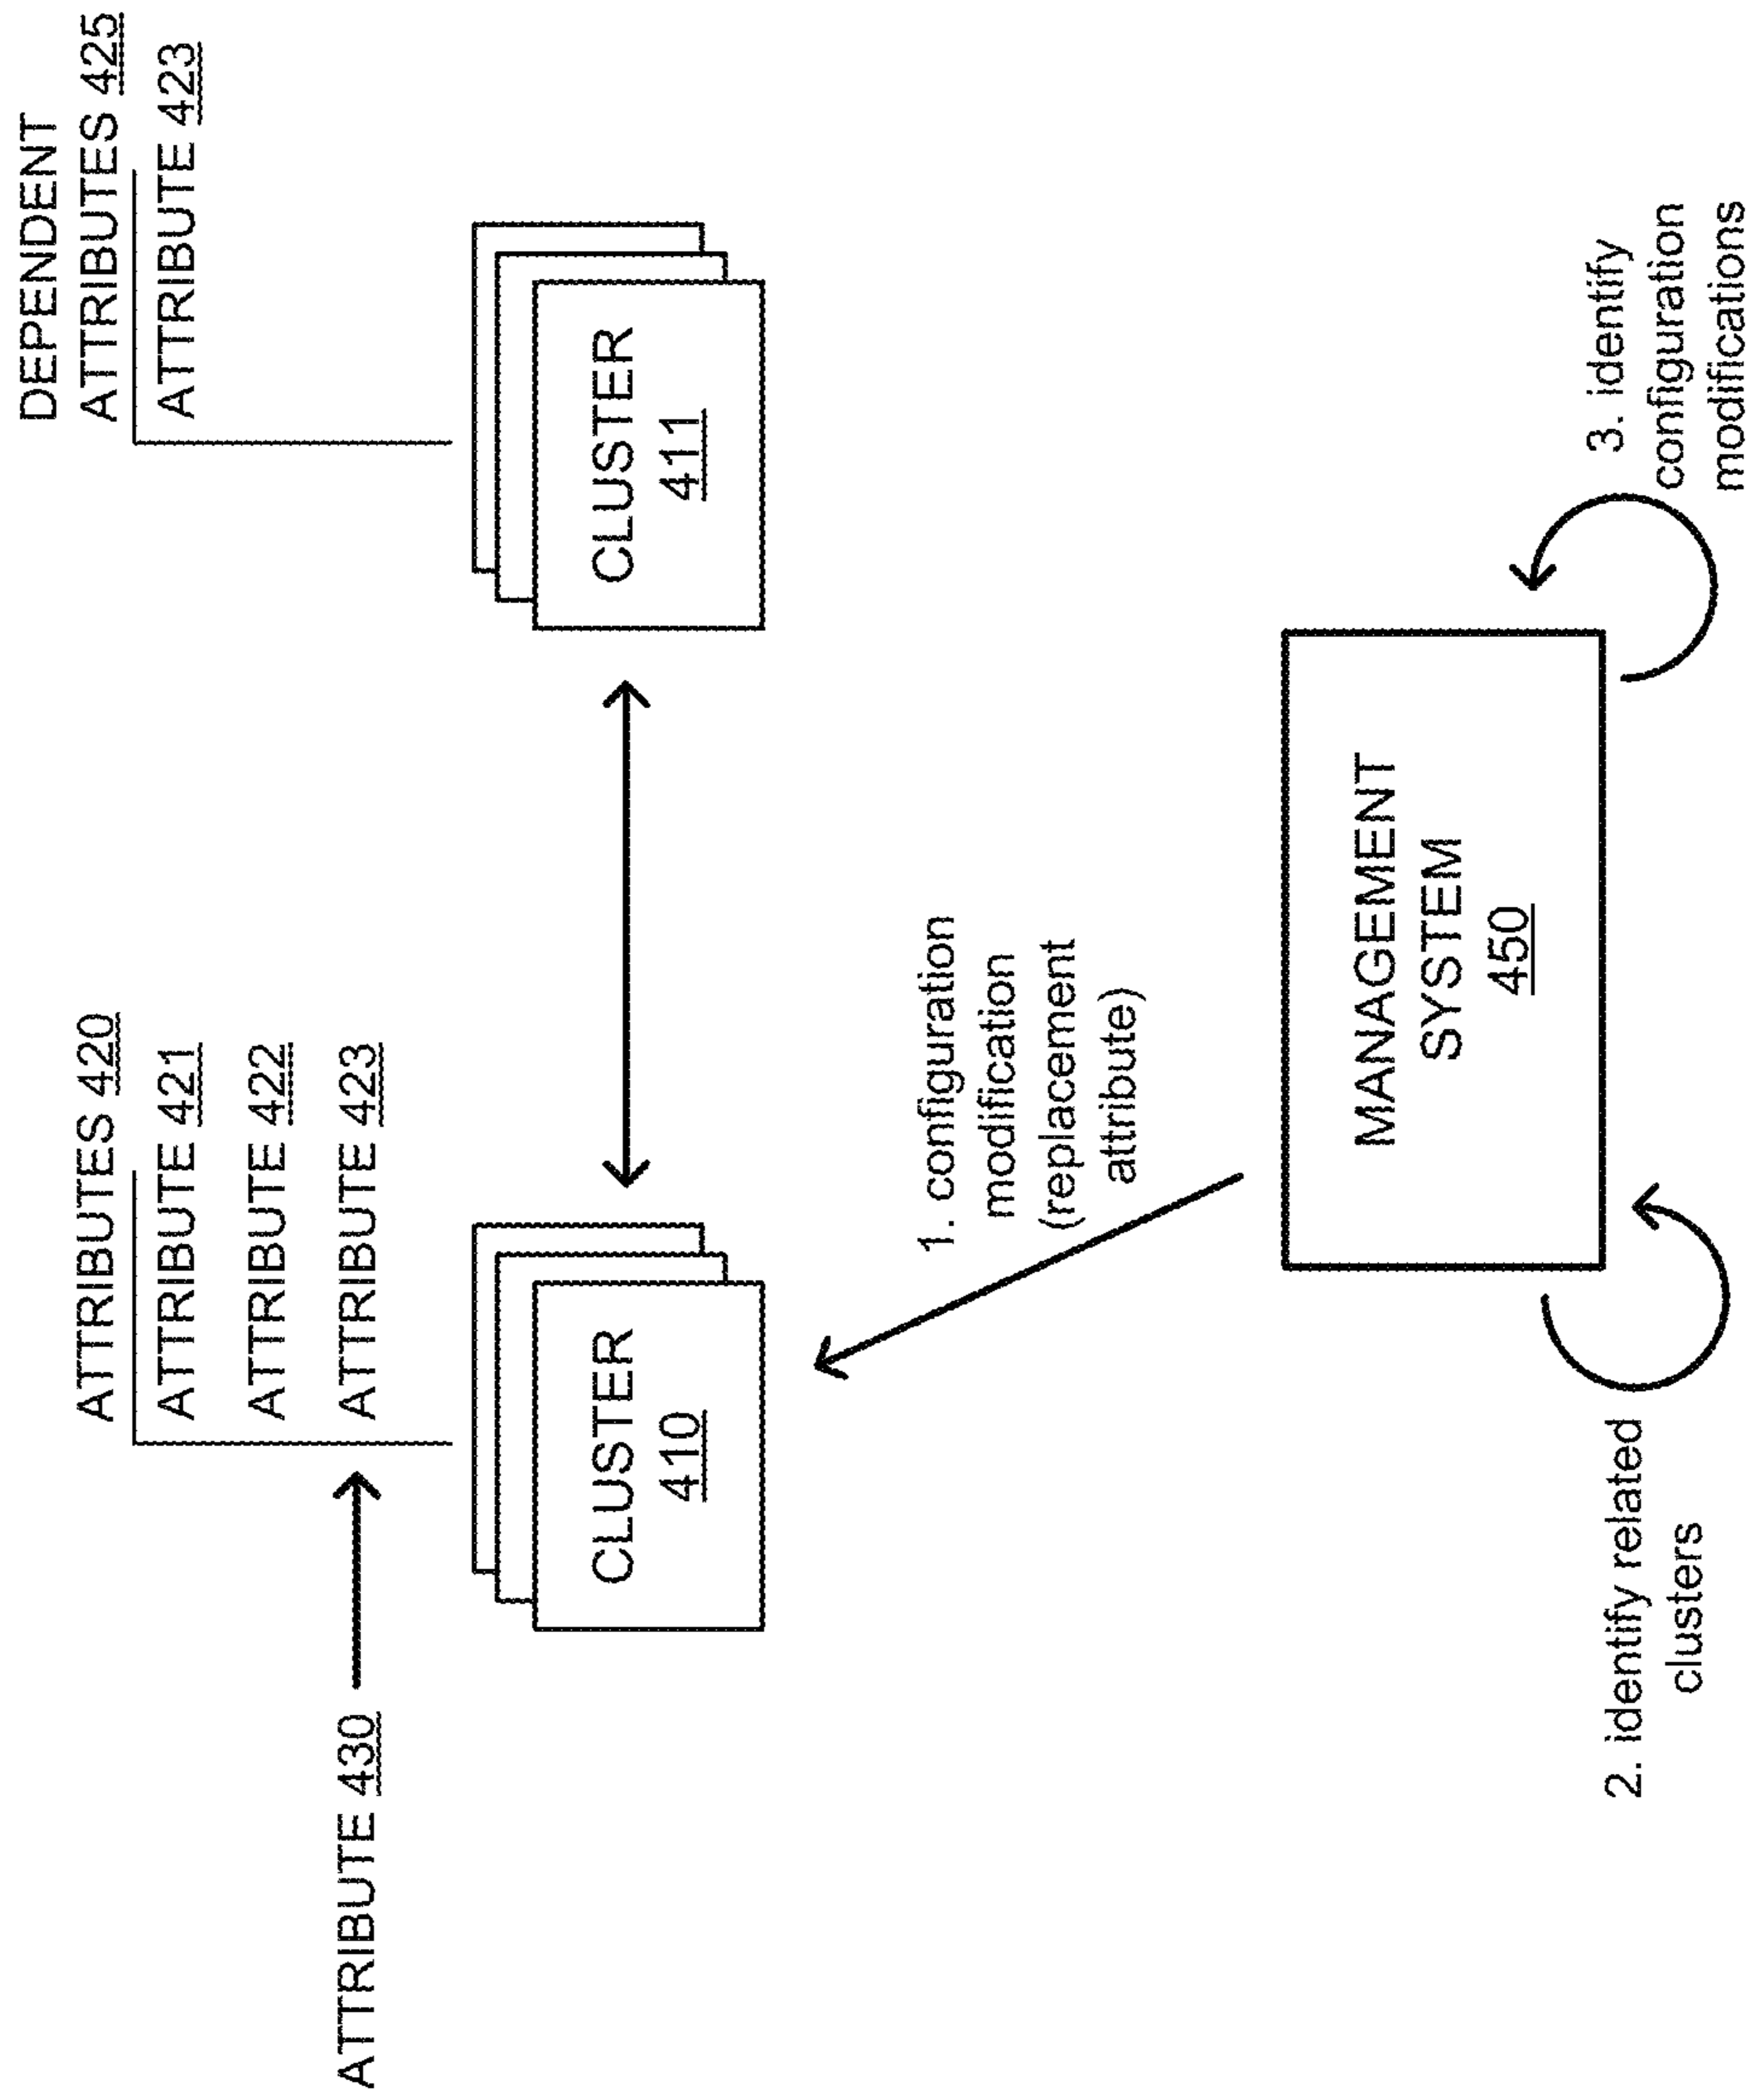 ATTRIBUTES 420
ATTRIBUTE 421
ATTRIBUTE 422
ATTRIBUTE 423
ATTRIBUTE 430
DEPENDENT
ATTRIBUTES 425
ATTRIBUTE 423
CLUSTER
410
CLUSTER
411
1. configuration
modification
(replacement
attribute)
MANAGEMENT
SYSTEM
450
2. identify related
clusters
3. identify
configuration
modifications